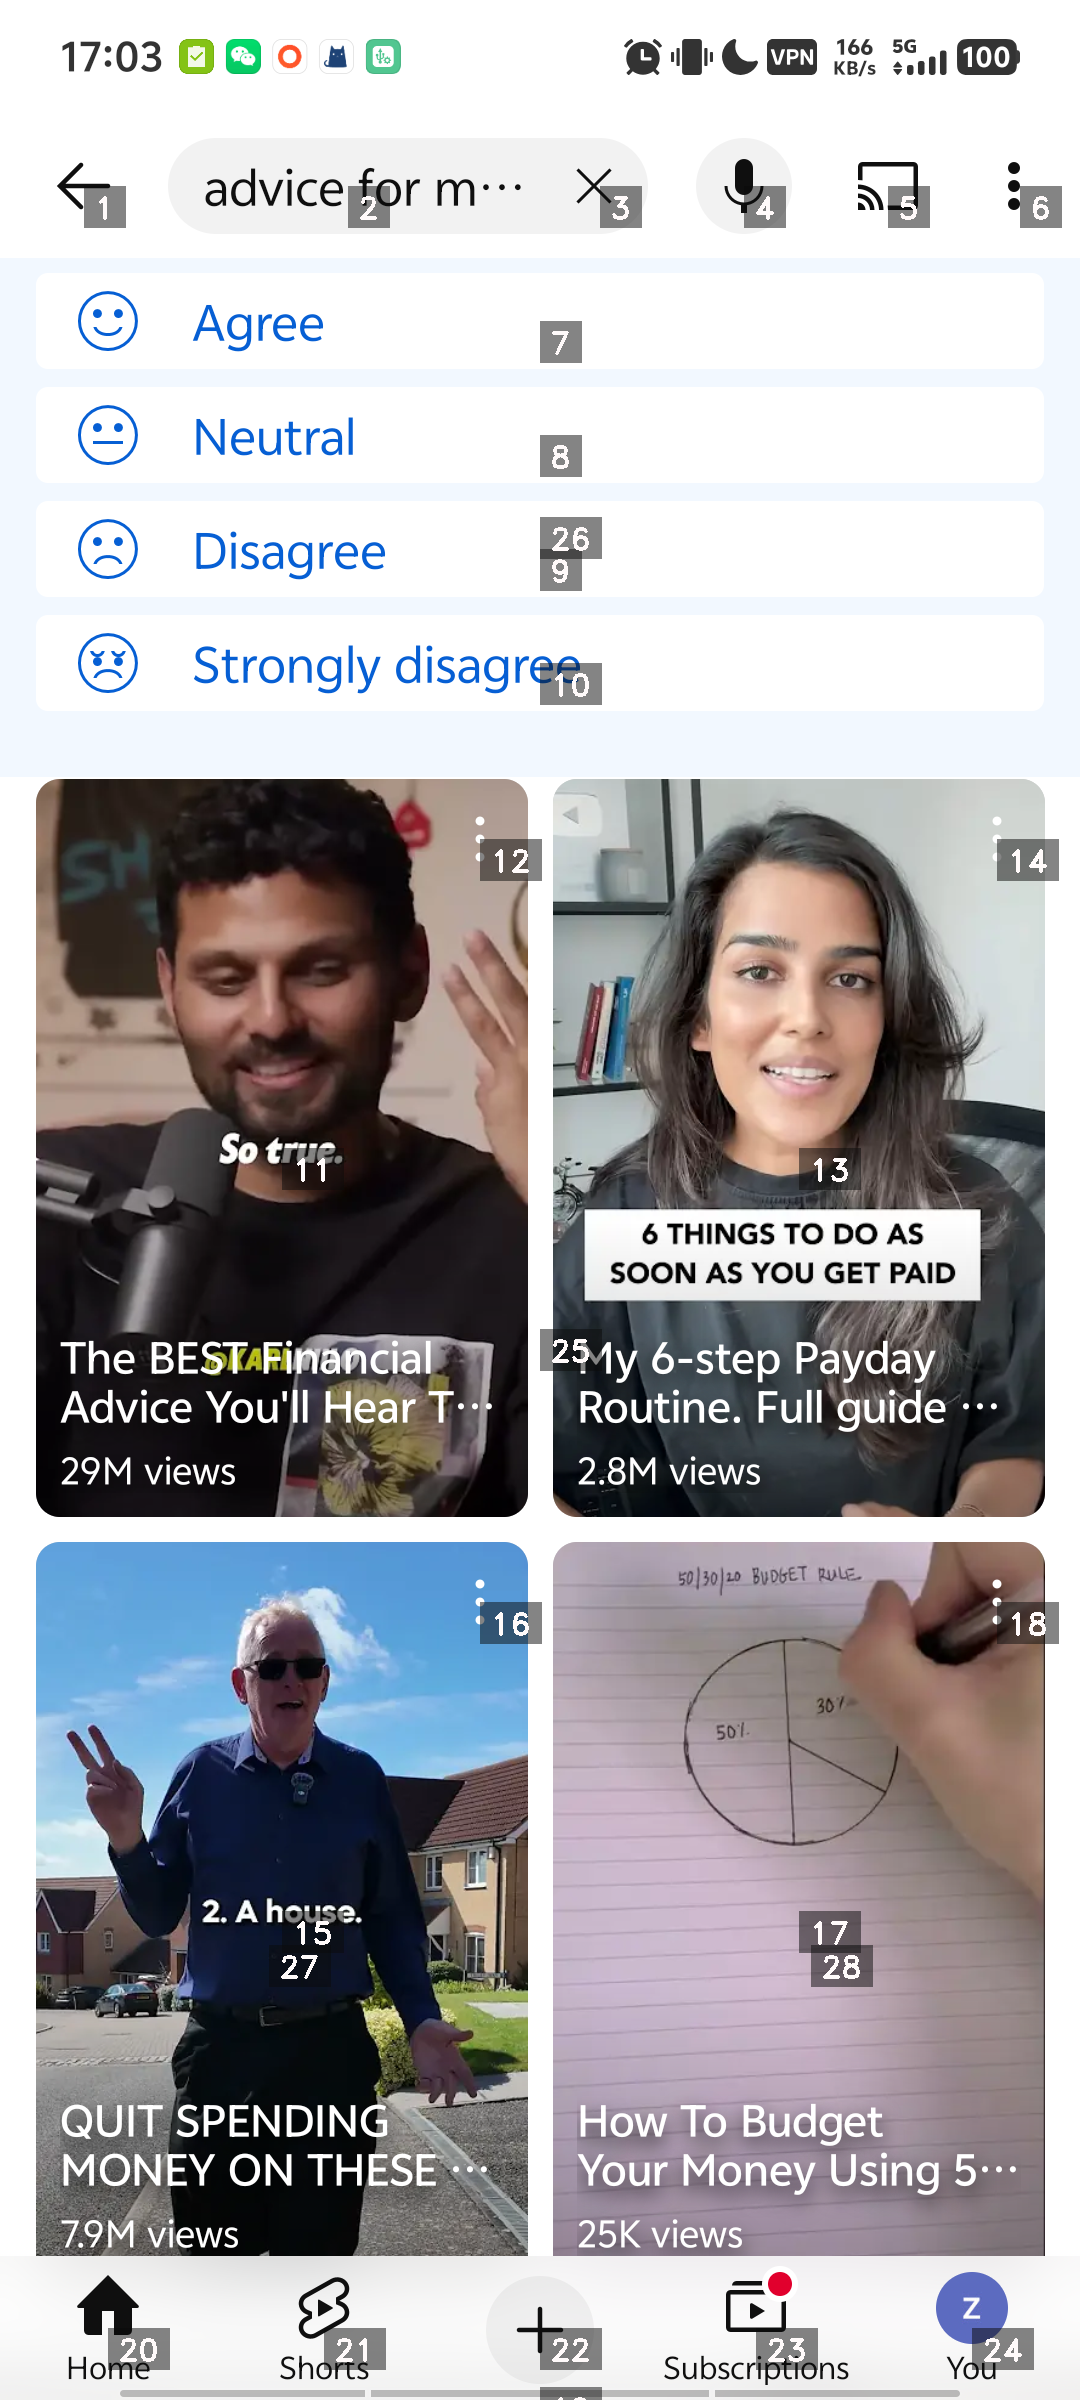 17:03
VPN
166
KB/s
5G
100
advice for m···
1
2
3
4
5
6
Agree
7
Neutral
8
Disagree
26
9
Strongly disagree
10
12
14
So true.
11
13
6 THINGS TO DO AS
SOON AS YOU GET PAID
The BEST Financial
Advice You'll Hear T···
29M views
25
My 6-step Payday
Routine. Full guide ···
2.8M views
16
2. A house.
15
27
QUIT SPENDING
MONEY ON THESE ···
7.9M views
50/30/20 BUDGET RULE
18
30%
50%
17
28
How To Budget
Your Money Using 5···
25K views
20
Home
21
Shorts
22
23
Subscriptions
Z
24
You